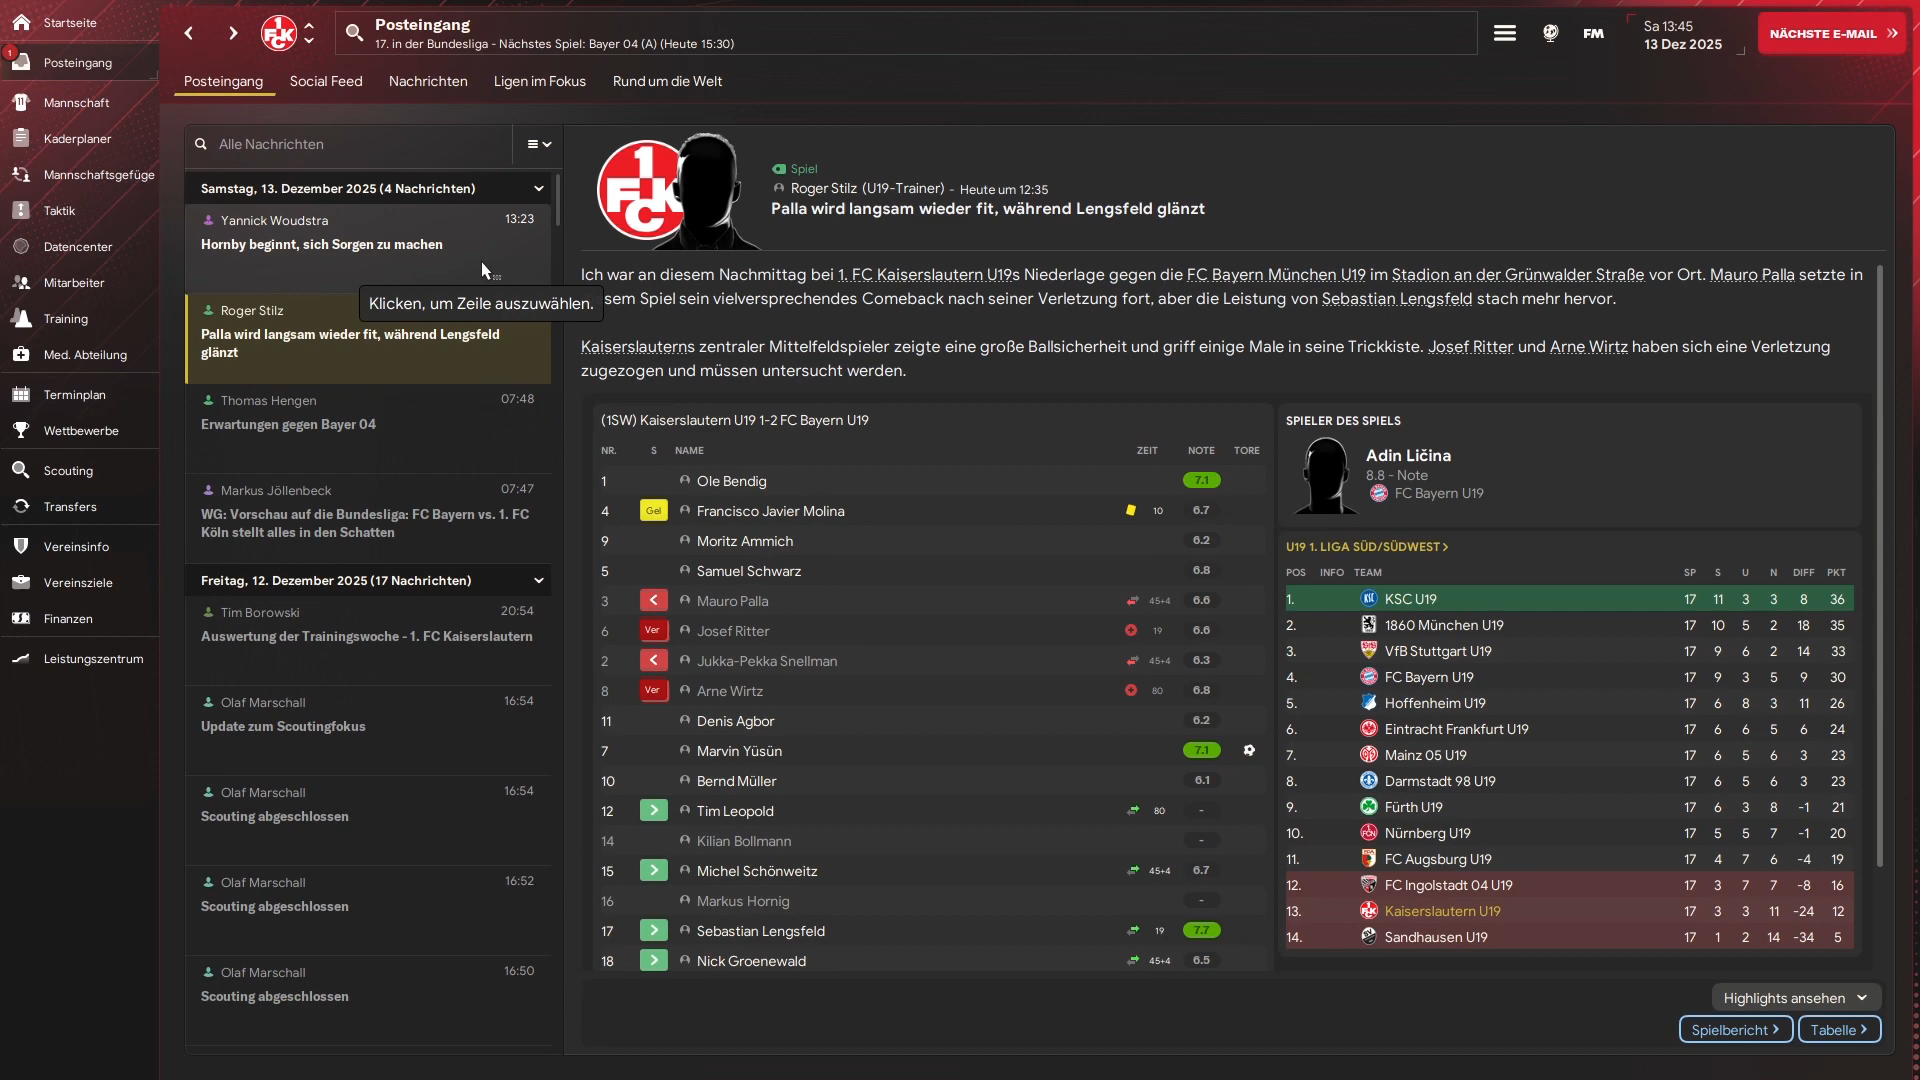 Startseite
1
Posteingang
Mannschaft
Kaderplaner
Mannschaftsgefüge
Taktik
Datencenter
Mitarbeiter
Training
Med. Abteilung
Terminplan
Wettbewerbe
Scouting
Transfers
Vereinsinfo
Vereinsziele
Finanzen
Leistungszentrum
Posteingang
17. in der Bundesliga - Nächstes Spiel: Bayer 04 (A) (Heute 15:30)
FM
Sa 13:45
13 Dez 2025
NÄCHSTE E-MAIL
Posteingang Social Feed Nachrichten Ligen im Fokus Rund um die Welt
Alle Nachrichten
Samstag, 13. Dezember 2025 (4 Nachrichten)
Yannick Woudstra 13:23
Hornby beginnt, sich Sorgen zu machen
Klicken, um Zeile auszuwählen.
Roger Stilz
Palla wird langsam wieder fit, während Lengsfeld
glänzt
Thomas Hengen 07:48
Erwartungen gegen Bayer 04
Markus Jöllenbeck 07:47
WG: Vorschau auf die Bundesliga: FC Bayern vs. 1. FC
Köln stellt alles in den Schatten
Freitag, 12. Dezember 2025 (17 Nachrichten)
Tim Borowski 20:54
Auswertung der Trainingswoche - 1. FC Kaiserslautern
Olaf Marschall 16:54
Update zum Scoutingfokus
Olaf Marschall 16:54
Scouting abgeschlossen
Olaf Marschall 16:52
Scouting abgeschlossen
Olaf Marschall 16:50
Scouting abgeschlossen
1 FCK
Spiel
Roger Stilz (U19-Trainer) - Heute um 12:35
Palla wird langsam wieder fit, während Lengsfeld glänzt
Ich war an diesem Nachmittag bei 1. FC Kaiserslautern U19s Niederlage gegen die FC Bayern München U19 im Stadion an der Grünwalder Straße vor Ort. Mauro Palla setzte in
sem Spiel sein vielversprechendes Comeback nach seiner Verletzung fort, aber die Leistung von Sebastian Lengsfeld stach mehr hervor.
Kaiserslauterns zentraler Mittelfeldspieler zeigte eine große Ballsicherheit und griff einige Male in seine Trickkiste. Josef Ritter und Arne Wirtz haben sich eine Verletzung
zugezogen und müssen untersucht werden.
(1SW) Kaiserslautern U19 1-2 FC Bayern U19
NR. S NAME ZEIT NOTE TORE
1 Ole Bendig 7.1
4 Gel Francisco Javier Molina 10 6.7
9 Moritz Ammich 6.2
5 Samuel Schwarz 6.8
3 Mauro Palla 45+4 6.6
6 Ver Josef Ritter 19 6.6
2 Jukka-Pekka Snellman 45+4 6.3
8 Ver Arne Wirtz 80 6.8
11 Denis Agbor 6.2
7 Marvin Yüsün 7.1
10 Bernd Müller 6.1
12 Tim Leopold 80 -
14 Kilian Bollmann -
15 Michel Schönweitz 45+4 6.7
16 Markus Hornig -
17 Sebastian Lengsfeld 19 7.7
18 Nick Groenewald 45+4 6.5
SPIELER DES SPIELS
Adin Ličina
8.8 - Note
FC Bayern U19
U19 1. LIGA SÜD/SÜDWEST
POS INFO TEAM SP S U N DIFF PKT
1. KSC U19 17 11 3 3 8 36
2. 1860 München U19 17 10 5 2 18 35
3. VfB Stuttgart U19 17 9 6 2 14 33
4. FC Bayern U19 17 9 3 5 9 30
5. Hoffenheim U19 17 6 8 3 11 26
6. Eintracht Frankfurt U19 17 6 6 5 6 24
7. Mainz 05 U19 17 6 5 6 3 23
8. Darmstadt 98 U19 17 6 5 6 3 23
9. Fürth U19 17 6 3 8 -1 21
10. Nürnberg U19 17 5 5 7 -1 20
11. FC Augsburg U19 17 4 7 6 -4 19
12. FC Ingolstadt 04 U19 17 3 7 7 -8 16
13. Kaiserslautern U19 17 3 3 11 -24 12
14. Sandhausen U19 17 1 2 14 -34 5
Highlights ansehen
Spielbericht Tabelle